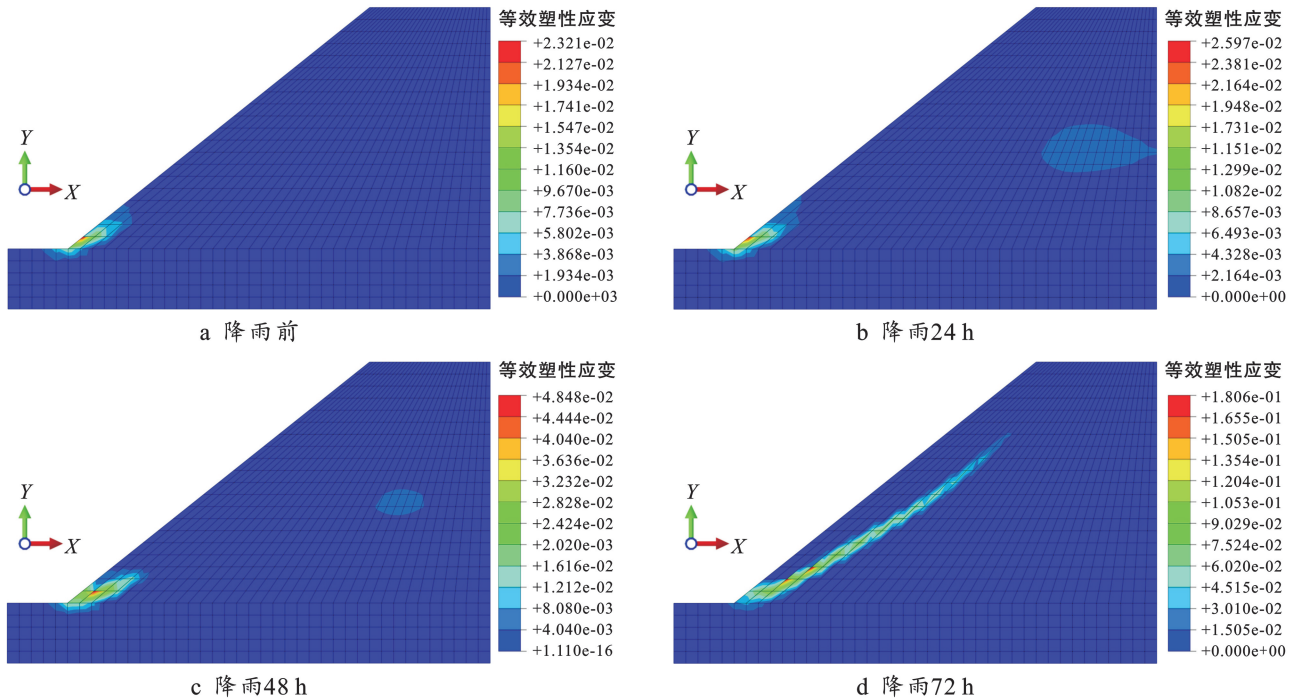 等效塑性应变
+2.321e-02
+2.127e-02
+1.934e-02
+1.741e-02
+1.547e-02
+1.354e-02
+1.160e-02
+9.670e-03
+7.736e-03
+5.802e-03
+3.868e-03
+1.934e-03
+0.000e+03
Y
X
a 降雨前
等效塑性应变
+2.597e-02
+2.381e-02
+2.164e-02
+1.948e-02
+1.731e-02
+1.151e-02
+1.299e-02
+1.082e-02
+8.657e-03
+6.493e-03
+4.328e-03
+2.164e-03
+0.000e+00
Y
X
b 降雨24 h
等效塑性应变
+4.848e-02
+4.444e-02
+4.040e-02
+3.636e-02
+3.232e-02
+2.828e-02
+2.424e-02
+2.020e-03
+1.616e-02
+1.212e-02
+8.080e-03
+4.040e-03
+1.110e-16
Y
X
c 降雨48 h
等效塑性应变
+1.806e-01
+1.655e-01
+1.505e-01
+1.354e-01
+1.204e-01
+1.053e-01
+9.029e-02
+7.524e-02
+6.020e-02
+4.515e-02
+3.010e-02
+1.505e-02
+0.000e+00
Y
X
d 降雨72 h